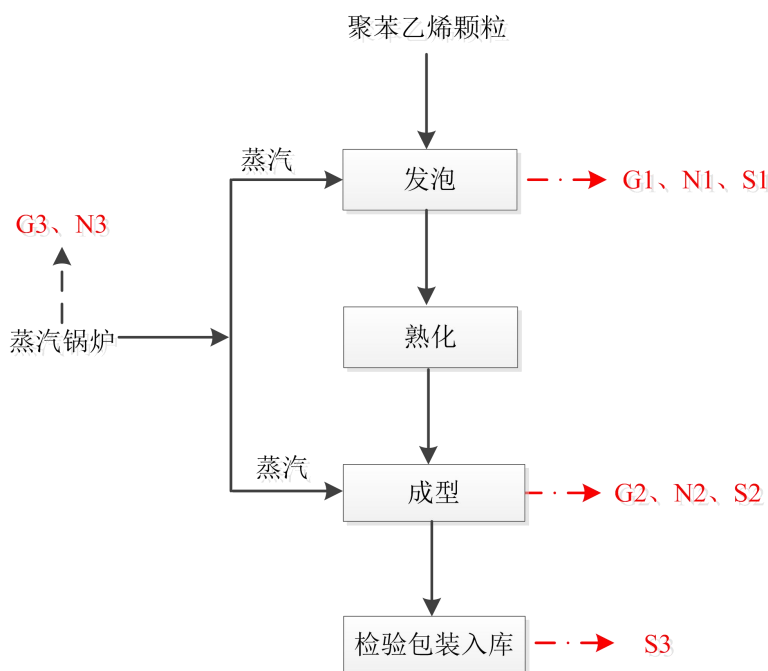 聚苯乙烯颗粒
蒸汽
发泡
G1、N1、S1
G3、N3
蒸汽锅炉
熟化
蒸汽
成型
G2、N2、S2
检验包装入库
S3